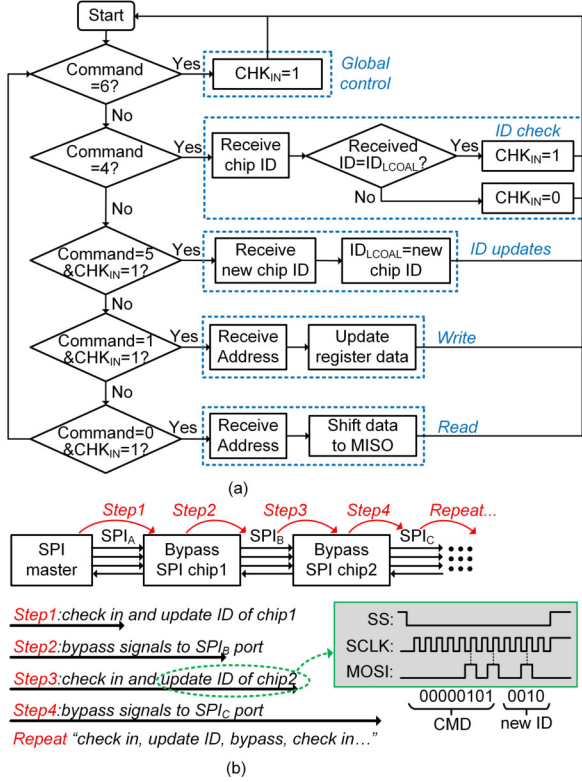 Start
Command
=6?
Yes
CHK_IN=1
Global
control
No
Command
=4?
Yes
Receive
chip ID
Received
ID=ID_LCOAL?
Yes
CHK_IN=1
ID check
No
CHK_IN=0
No
Command=5
&CHK_IN=1?
Yes
Receive
new chip ID
ID_LCOAL=new
chip ID
ID updates
No
Command=1
&CHK_IN=1?
Yes
Receive
Address
Update
register data
Write
No
Command=0
&CHK_IN=1?
Yes
Receive
Address
Shift data
to MISO
Read
(a)
Step1 Step2 Step3 Step4 Repeat...
SPI
master
SPI_A
Bypass
SPI chip1
SPI_B
Bypass
SPI chip2
SPI_C
Step1:check in and update ID of chip1
Step2:bypass signals to SPI_B port
Step3:check in and update ID of chip2
Step4:bypass signals to SPI_C port
Repeat “check in, update ID, bypass, check in…”
SS:
SCLK:
MOSI:
00000101 0010
CMD new ID
(b)